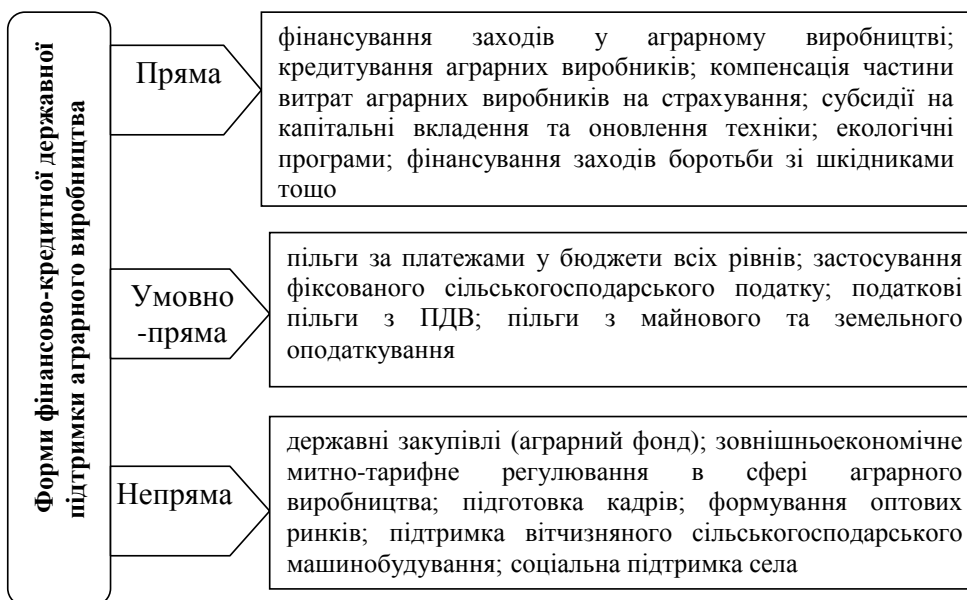 Форми фінансово-кредитної державної
підтримки аграрного виробництва
Пряма
фінансування заходів у аграрному виробництві;
кредитування аграрних виробників; компенсація частини
витрат аграрних виробників на страхування; субсидії на
капітальні вкладення та оновлення техніки; екологічні
програми; фінансування заходів боротьби зі шкідниками
тощо
Умовно
-пряма
пільги за платежами у бюджети всіх рівнів; застосування
фіксованого сільськогосподарського податку; податкові
пільги з ПДВ; пільги з майнового та земельного
оподаткування
Непряма
державні закупівлі (аграрний фонд); зовнішньоекономічне
митно-тарифне регулювання в сфері аграрного
виробництва; підготовка кадрів; формування оптових
ринків; підтримка вітчизняного сільськогосподарського
машинобудування; соціальна підтримка села